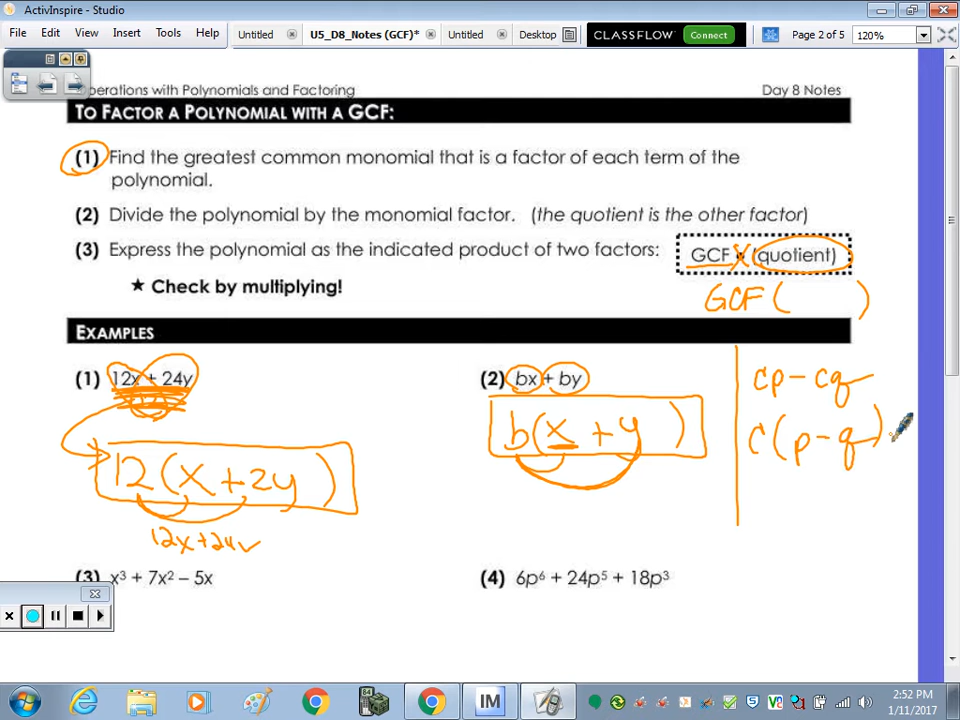 ActivInspire - Studio
File Edit View Insert Tools Help Untitled U5_D8_Notes (GCF)* Untitled Desktop CLASSFLOW Connect Page 2 of 5 120%
perations with Polynomials and Factoring Day 8 Notes
TO FACTOR A POLYNOMIAL WITH A GCF:
(1) Find the greatest common monomial that is a factor of each term of the
polynomial.
(2) Divide the polynomial by the monomial factor. (the quotient is the other factor)
(3) Express the polynomial as the indicated product of two factors: GCF x (quotient)
★ Check by multiplying! GCF ( )
EXAMPLES
(1) 12x + 24y (2) bx + by cp - cq
b(x + y) c(p - q)
12(x + 2y)
12x + 24y
(3) x³ + 7x² – 5x (4) 6p⁶ + 24p⁵ + 18p³
84
IM
V2
2:52 PM
1/11/2017